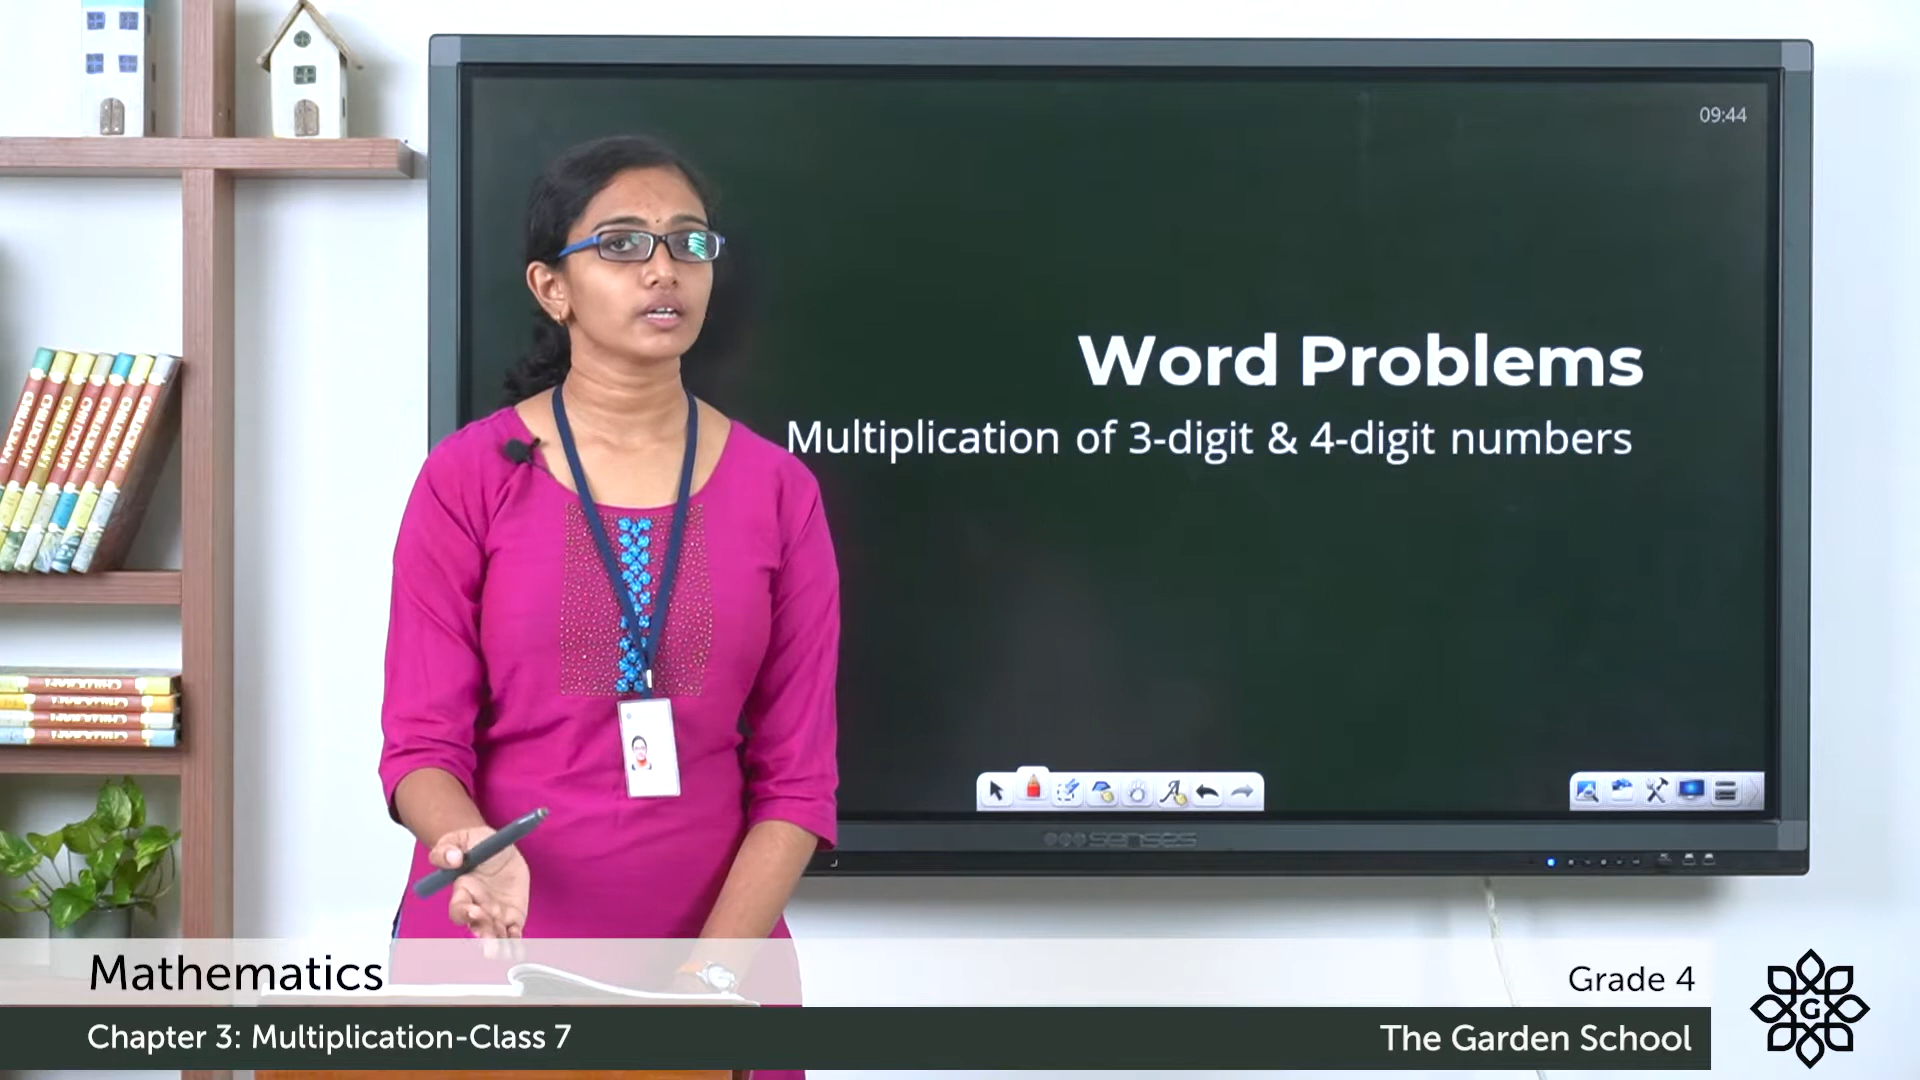 09:44
Word Problems
Multiplication of 3-digit & 4-digit numbers
senses
Mathematics
Grade 4
Chapter 3: Multiplication-Class 7
The Garden School
G